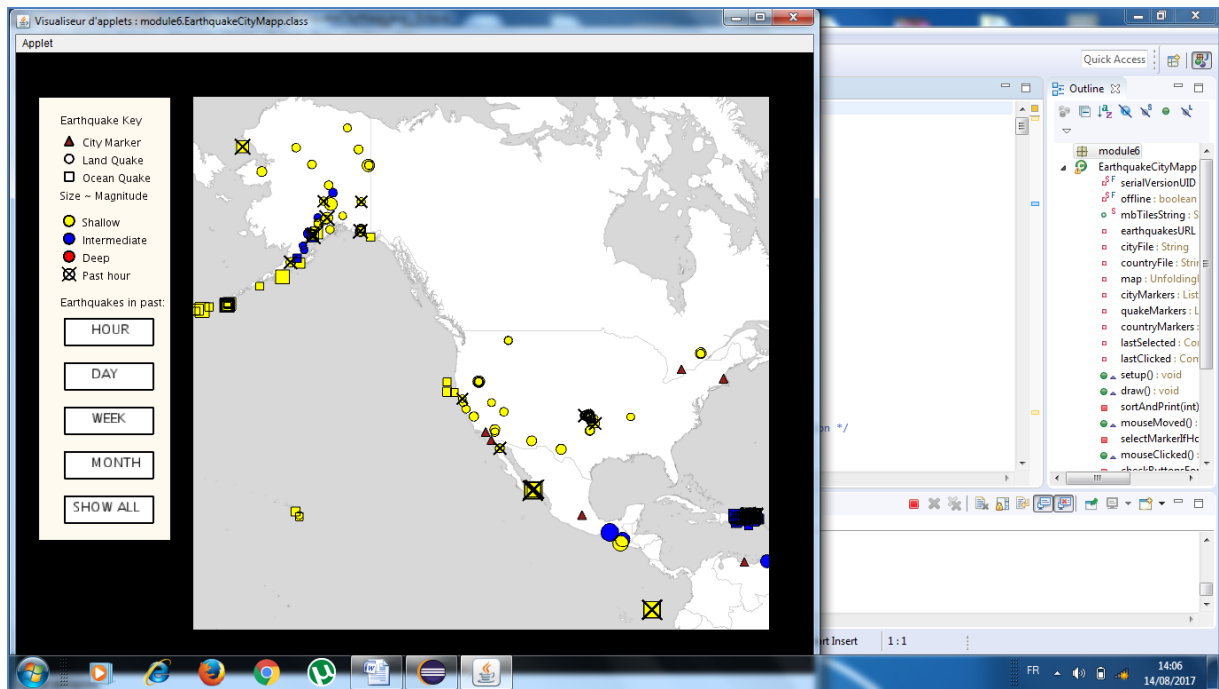 Visualiseur d'applets : module6.EarthquakeCityMapp.class
Applet
Earthquake Key
City Marker
Land Quake
Ocean Quake
Size ~ Magnitude
Shallow
Intermediate
Deep
Past hour
Earthquakes in past:
HOUR
DAY
WEEK
MONTH
SHOW ALL
Quick Access
Outline
module6
EarthquakeCityMapp
serialVersionUID
offline : boolean
mbTilesString : S
earthquakesURL
cityFile : String
countryFile : Strin
map : Unfolding
cityMarkers : List
quakeMarkers : L
countryMarkers :
lastSelected : Co
lastClicked : Com
setup() : void
draw() : void
sortAndPrint(int)
mouseMoved() :
selectMarkerIfHo
mouseClicked() :
on */
rt Insert
1 : 1
FR
14:06
14/08/2017